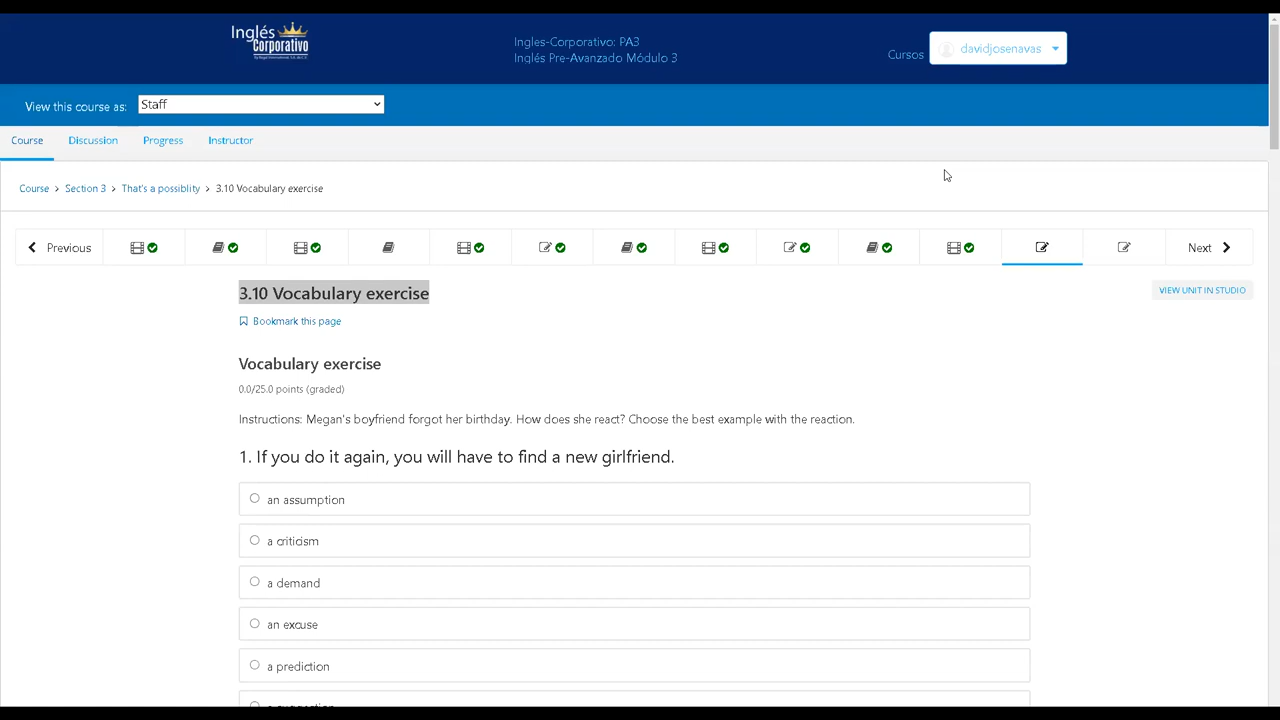 Inglés
Corporativo
Ingles-Corporativo: PA3
Inglés Pre-Avanzado Módulo 3
Cursos
davidjosenavas
View this course as:
Staff
Course
Discussion
Progress
Instructor
Course > Section 3 > That's a possiblity > 3.10 Vocabulary exercise
Previous
Next
3.10 Vocabulary exercise
VIEW UNIT IN STUDIO
Bookmark this page
Vocabulary exercise
0.0/25.0 points (graded)
Instructions: Megan's boyfriend forgot her birthday. How does she react? Choose the best example with the reaction.
1. If you do it again, you will have to find a new girlfriend.
an assumption
a criticism
a demand
an excuse
a prediction
a suggestion